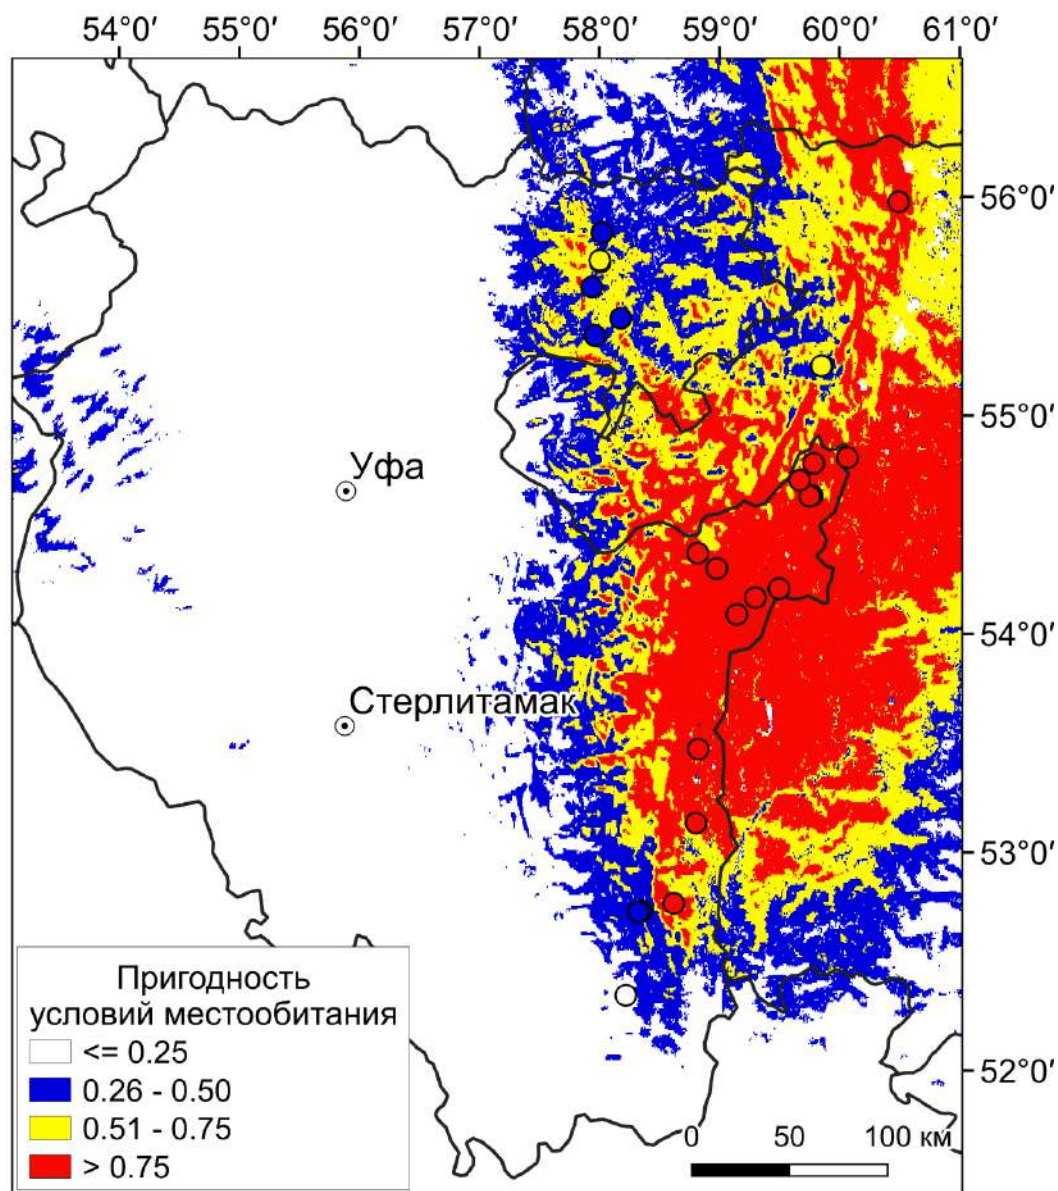 54°0′ 55°0′ 56°0′ 57°0′ 58°0′ 59°0′ 60°0′ 61°0′
56°0′
55°0′
Уфа
54°0′
Стерлитамак
53°0′
52°0′
Пригодность
условий местообитания
<= 0.25
0.26 - 0.50
0.51 - 0.75
> 0.75
0 50 100 км